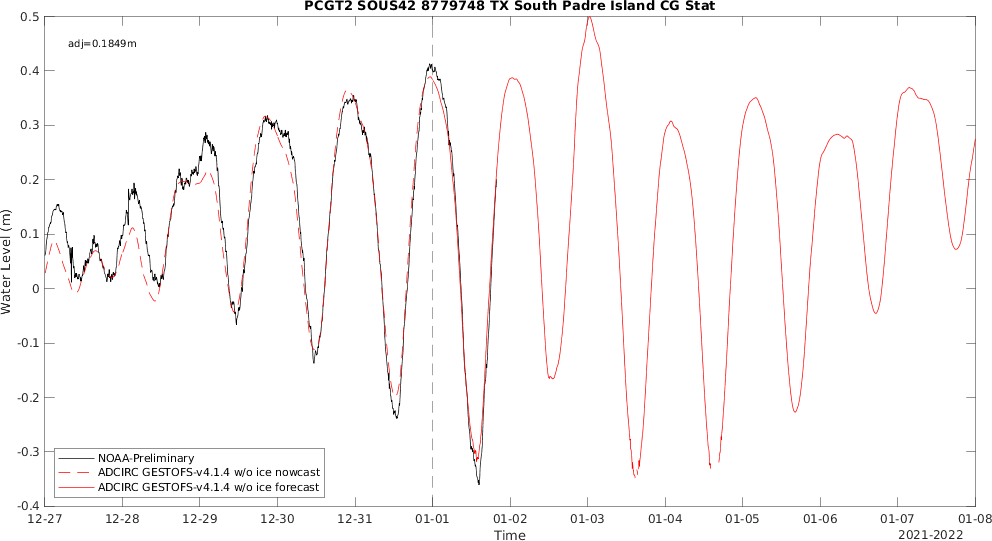 PCGT2 SOUS42 8779748 TX South Padre Island CG Stat
adj=0.1849m
Water Level (m)
0.5
0.4
0.3
0.2
0.1
0
-0.1
-0.2
-0.3
-0.4
NOAA-Preliminary
ADCIRC GESTOFS-v4.1.4 w/o ice nowcast
ADCIRC GESTOFS-v4.1.4 w/o ice forecast
12-27 12-28 12-29 12-30 12-31 01-01 01-02 01-03 01-04 01-05 01-06 01-07 01-08
Time
2021-2022